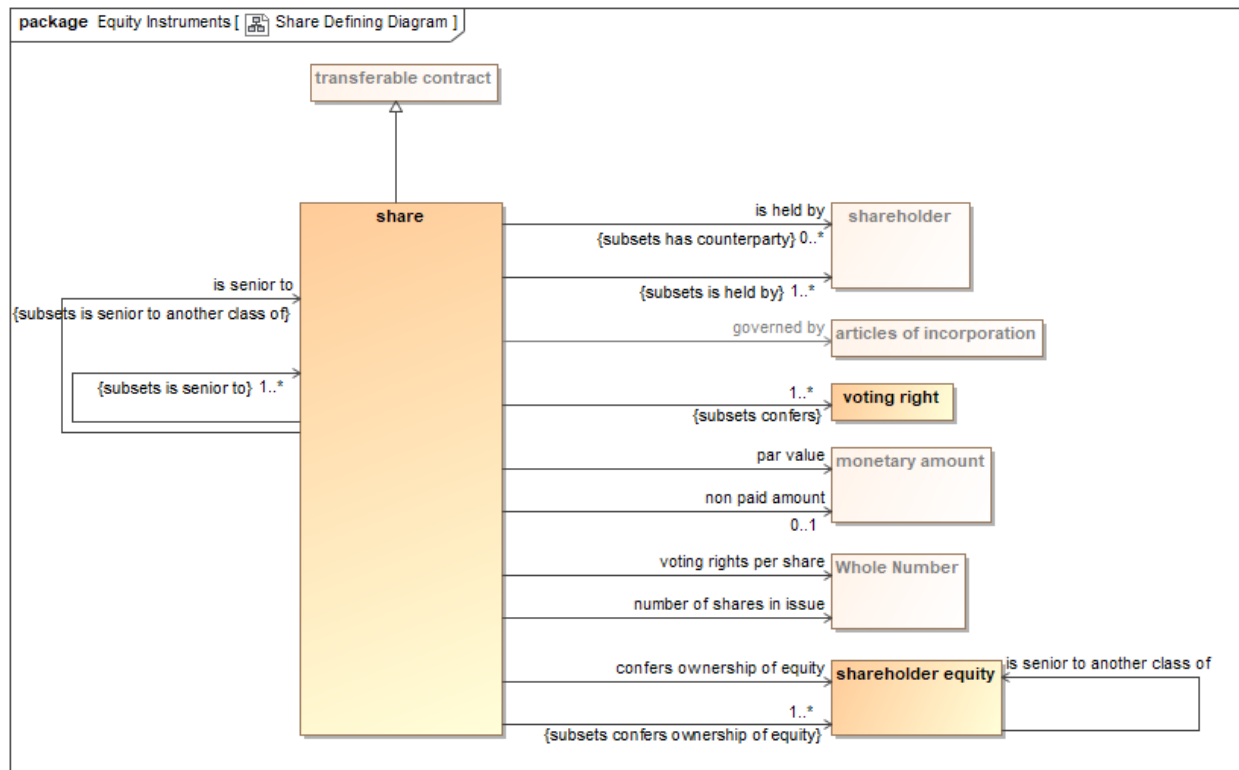 package Equity Instruments [ Share Defining Diagram ]
transferable contract
share
is held by
shareholder
{subsets has counterparty} 0..*
is senior to
{subsets is held by} 1..*
{subsets is senior to another class of}
governed by
articles of incorporation
{subsets is senior to} 1..*
1..*
voting right
{subsets confers}
par value
monetary amount
non paid amount
0..1
voting rights per share
Whole Number
number of shares in issue
confers ownership of equity
shareholder equity
is senior to another class of
1..*
{subsets confers ownership of equity}